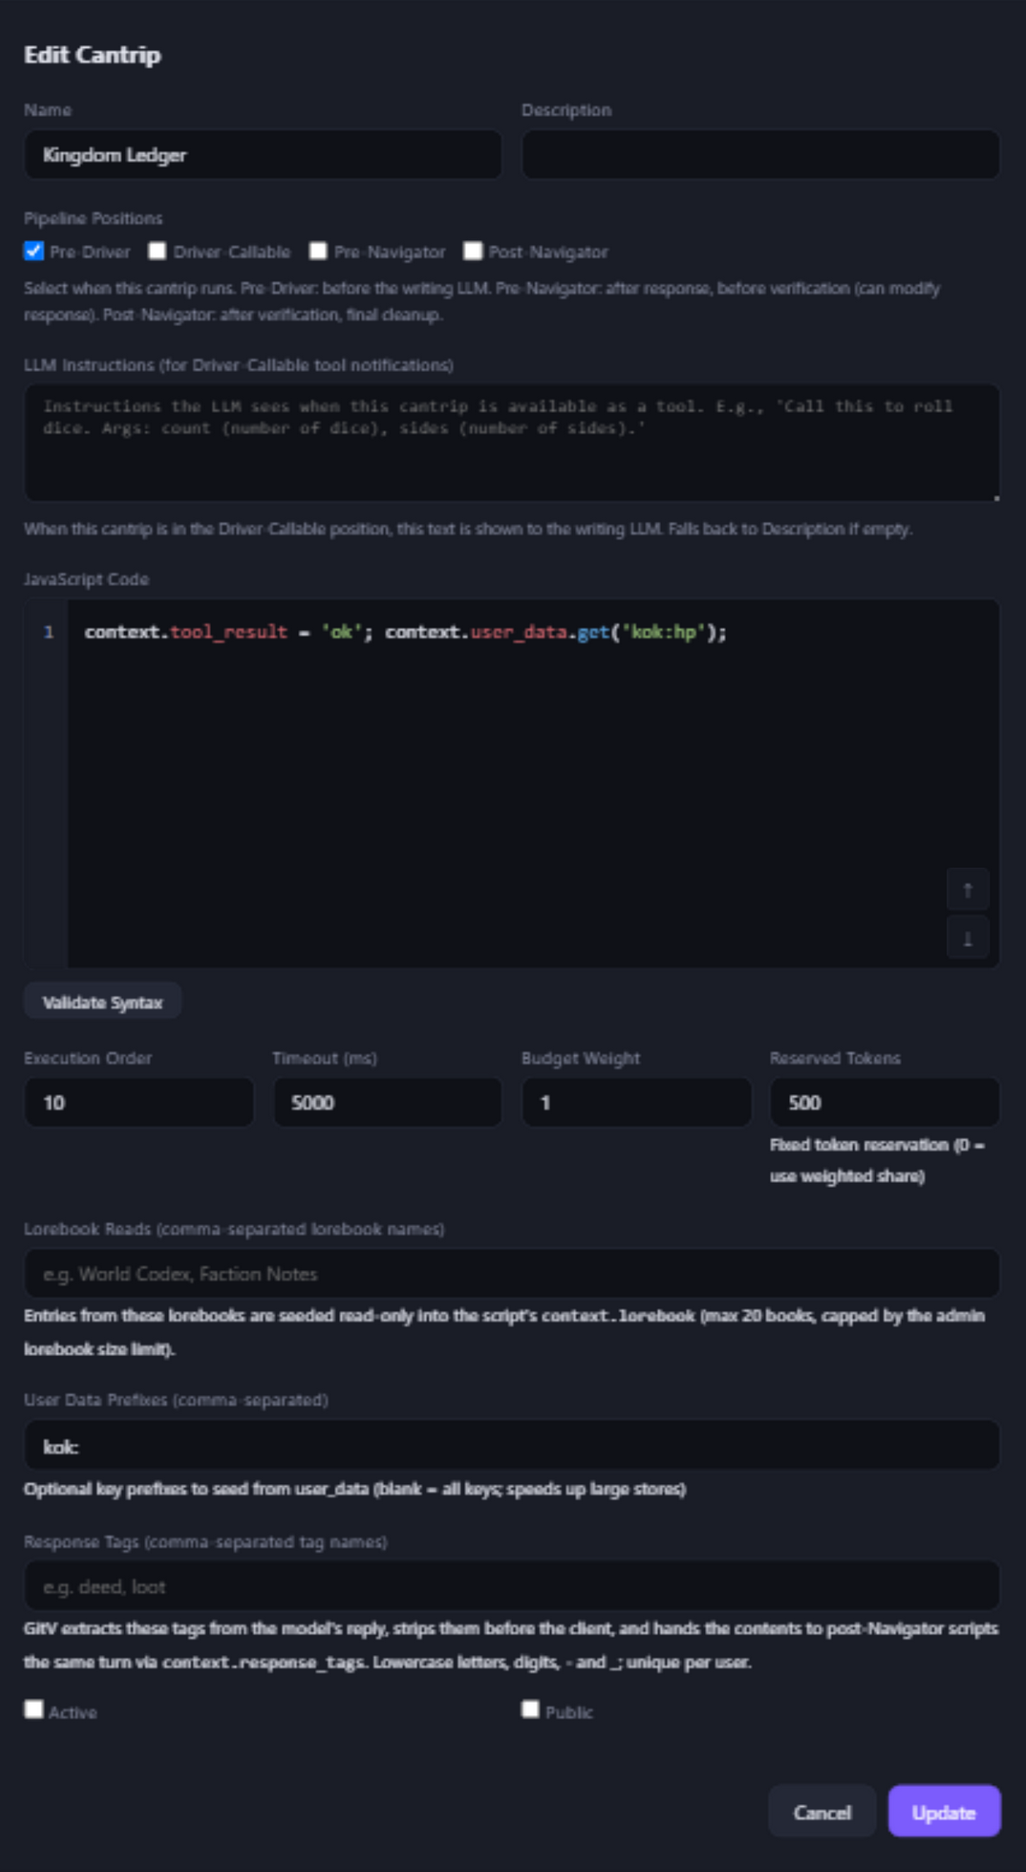 Edit Cantrip
Name
Description
Kingdom Ledger
Pipeline Positions
Pre-Driver
Driver-Callable
Pre-Navigator
Post-Navigator
Select when this cantrip runs. Pre-Driver: before the writing LLM. Pre-Navigator: after response, before verification (can modify
response). Post-Navigator: after verification, final cleanup.
LLM Instructions (for Driver-Callable tool notifications)
Instructions the LLM sees when this cantrip is available as a tool. E.g., 'Call this to roll
dice. Args: count (number of dice), sides (number of sides).'
When this cantrip is in the Driver-Callable position, this text is shown to the writing LLM. Falls back to Description if empty.
JavaScript Code
1 context.tool_result = 'ok'; context.user_data.get('kok:hp');
↑
↓
Validate Syntax
Execution Order
Timeout (ms)
Budget Weight
Reserved Tokens
10
5000
1
500
Fixed token reservation (0 =
use weighted share)
Lorebook Reads (comma-separated lorebook names)
e.g. World Codex, Faction Notes
Entries from these lorebooks are seeded read-only into the script's context.lorebook (max 20 books, capped by the admin
lorebook size limit).
User Data Prefixes (comma-separated)
kok:
Optional key prefixes to seed from user_data (blank = all keys; speeds up large stores)
Response Tags (comma-separated tag names)
e.g. deed, loot
GitV extracts these tags from the model's reply, strips them before the client, and hands the contents to post-Navigator scripts
the same turn via context.response_tags. Lowercase letters, digits, - and _; unique per user.
Active
Public
Cancel
Update